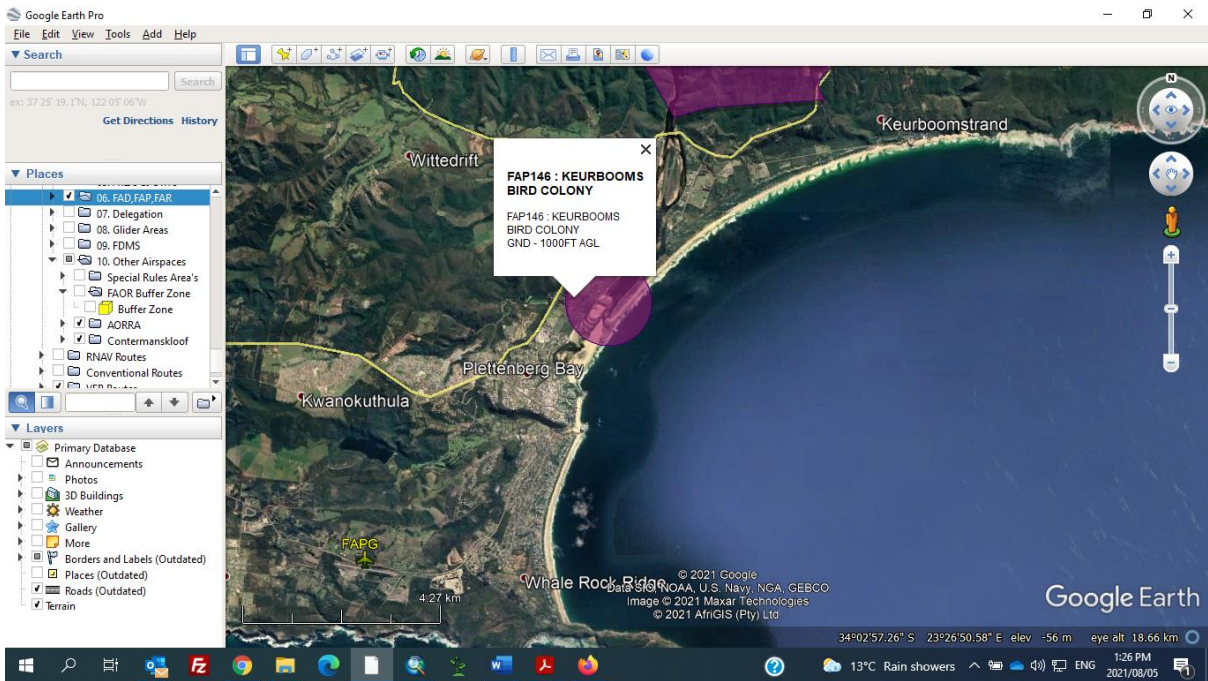 Google Earth Pro
File Edit View Tools Add Help
Search
Search
ex: 37 25' 19.1"N, 122 05' 06"W
Get Directions History
Places
06. FAD,FAP,FAR
07. Delegation
08. Glider Areas
09. FDMS
10. Other Airspaces
Special Rules Area's
FAOR Buffer Zone
Buffer Zone
AORRA
Contermanskloof
RNAV Routes
Conventional Routes
Layers
Primary Database
Announcements
Photos
3D Buildings
Weather
Gallery
More
Borders and Labels (Outdated)
Places (Outdated)
Roads (Outdated)
Terrain
N
Keurboomstrand
Wittedrift
FAP146 : KEURBOOMS
BIRD COLONY
FAP146 : KEURBOOMS
BIRD COLONY
GND - 1000FT AGL
Plettenberg Bay
Kwanokuthula
FAPG
4.27 km
Whale Rock Ridge
© 2021 Google
Data SIO, NOAA, U.S. Navy, NGA, GEBCO
Image © 2021 Maxar Technologies
© 2021 AfriGIS (Pty) Ltd.
Google Earth
34°02'57.26" S 23°26'50.58" E elev -56 m eye alt 18.66 km
13°C Rain showers
ENG
1:26 PM
2021/08/05
1